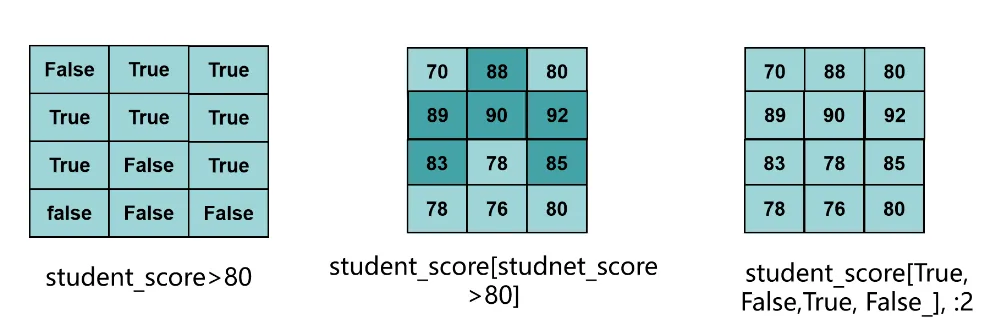 False True True
True True True
True False True
false False False
student_score>80
70 88 80
89 90 92
83 78 85
78 76 80
student_score[studnet_score
>80]
70 88 80
89 90 92
83 78 85
78 76 80
student_score[True,
False,True, False_], :2